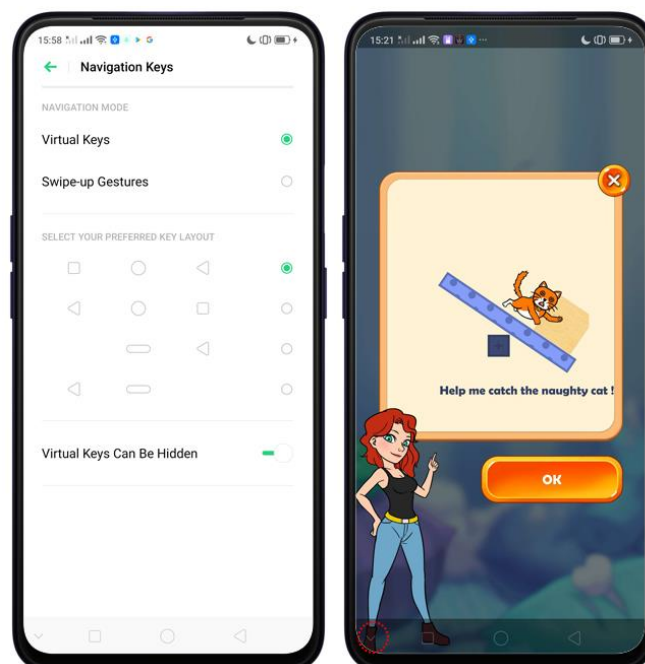 15:58
Navigation Keys
NAVIGATION MODE
Virtual Keys
Swipe-up Gestures
SELECT YOUR PREFERRED KEY LAYOUT
Virtual Keys Can Be Hidden
15:21
Help me catch the naughty cat !
OK